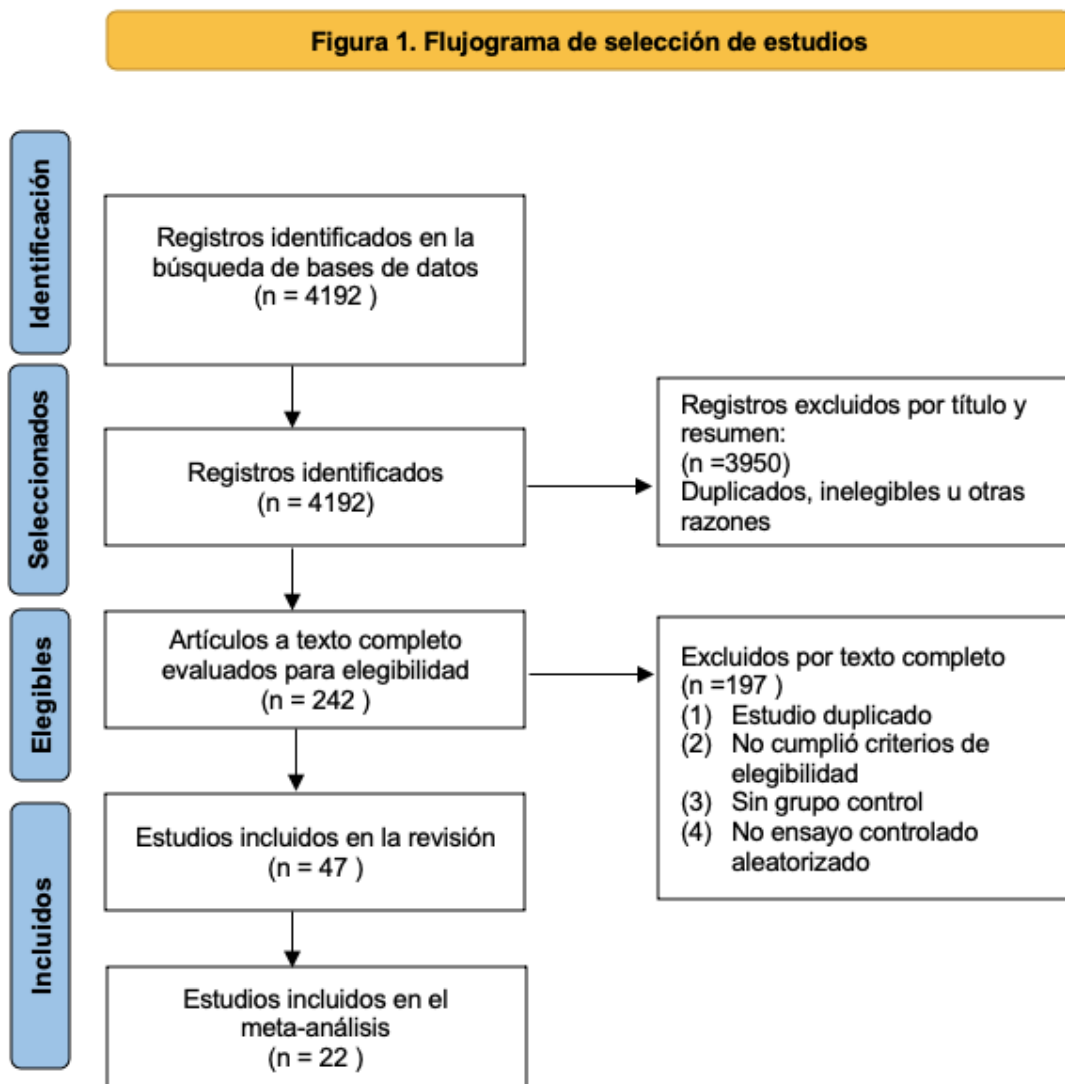 Figura 1. Flujograma de selección de estudios
Identificación
Registros identificados en la
búsqueda de bases de datos
(n = 4192 )
Seleccionados
Registros identificados
(n = 4192)
Registros excluidos por título y
resumen:
(n =3950)
Duplicados, inelegibles u otras
razones
Elegibles
Artículos a texto completo
evaluados para elegibilidad
(n = 242 )
Excluidos por texto completo
(n =197 )
(1) Estudio duplicado
(2) No cumplió criterios de
elegibilidad
(3) Sin grupo control
(4) No ensayo controlado
aleatorizado
Incluidos
Estudios incluidos en la revisión
(n = 47 )
Estudios incluidos en el
meta-análisis
(n = 22 )